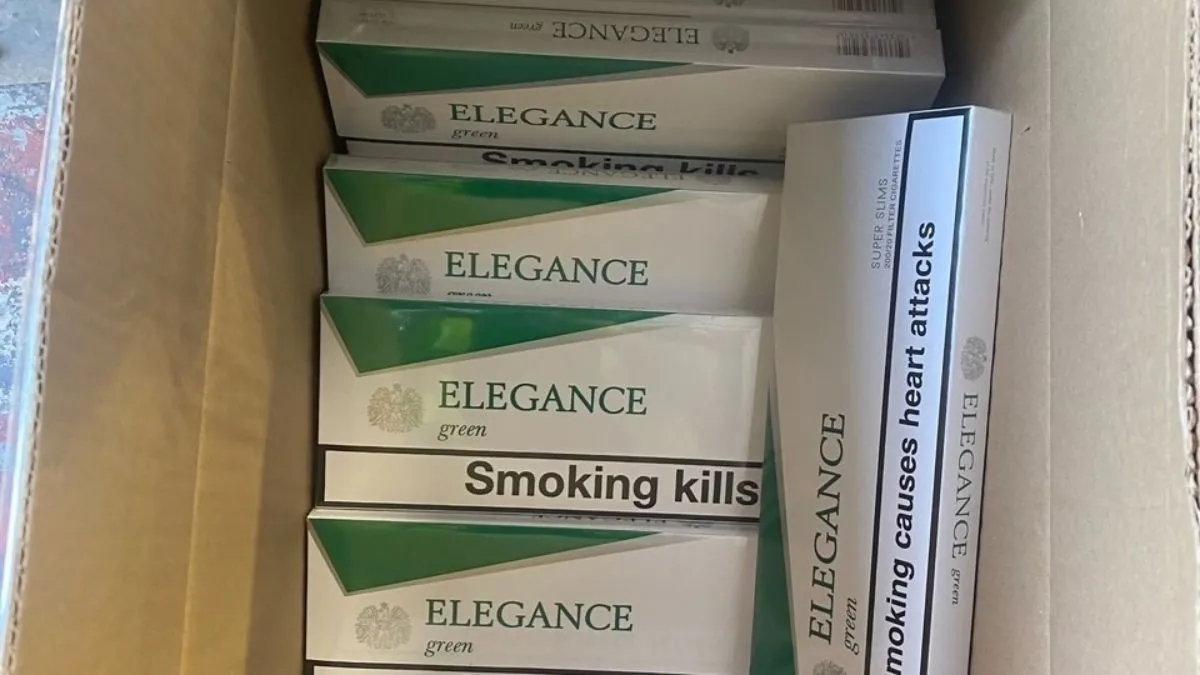 ELEGANCE green
ELEGANCE
green
Smoking kills
ELEGANCE
ELEGANCE
green
Smoking kills
ELEGANCE
green
SUPER SLIMS
200/20 FILTER CIGARETTES
ELEGANCE
green
moking causes heart attacks
ELEGANCE green